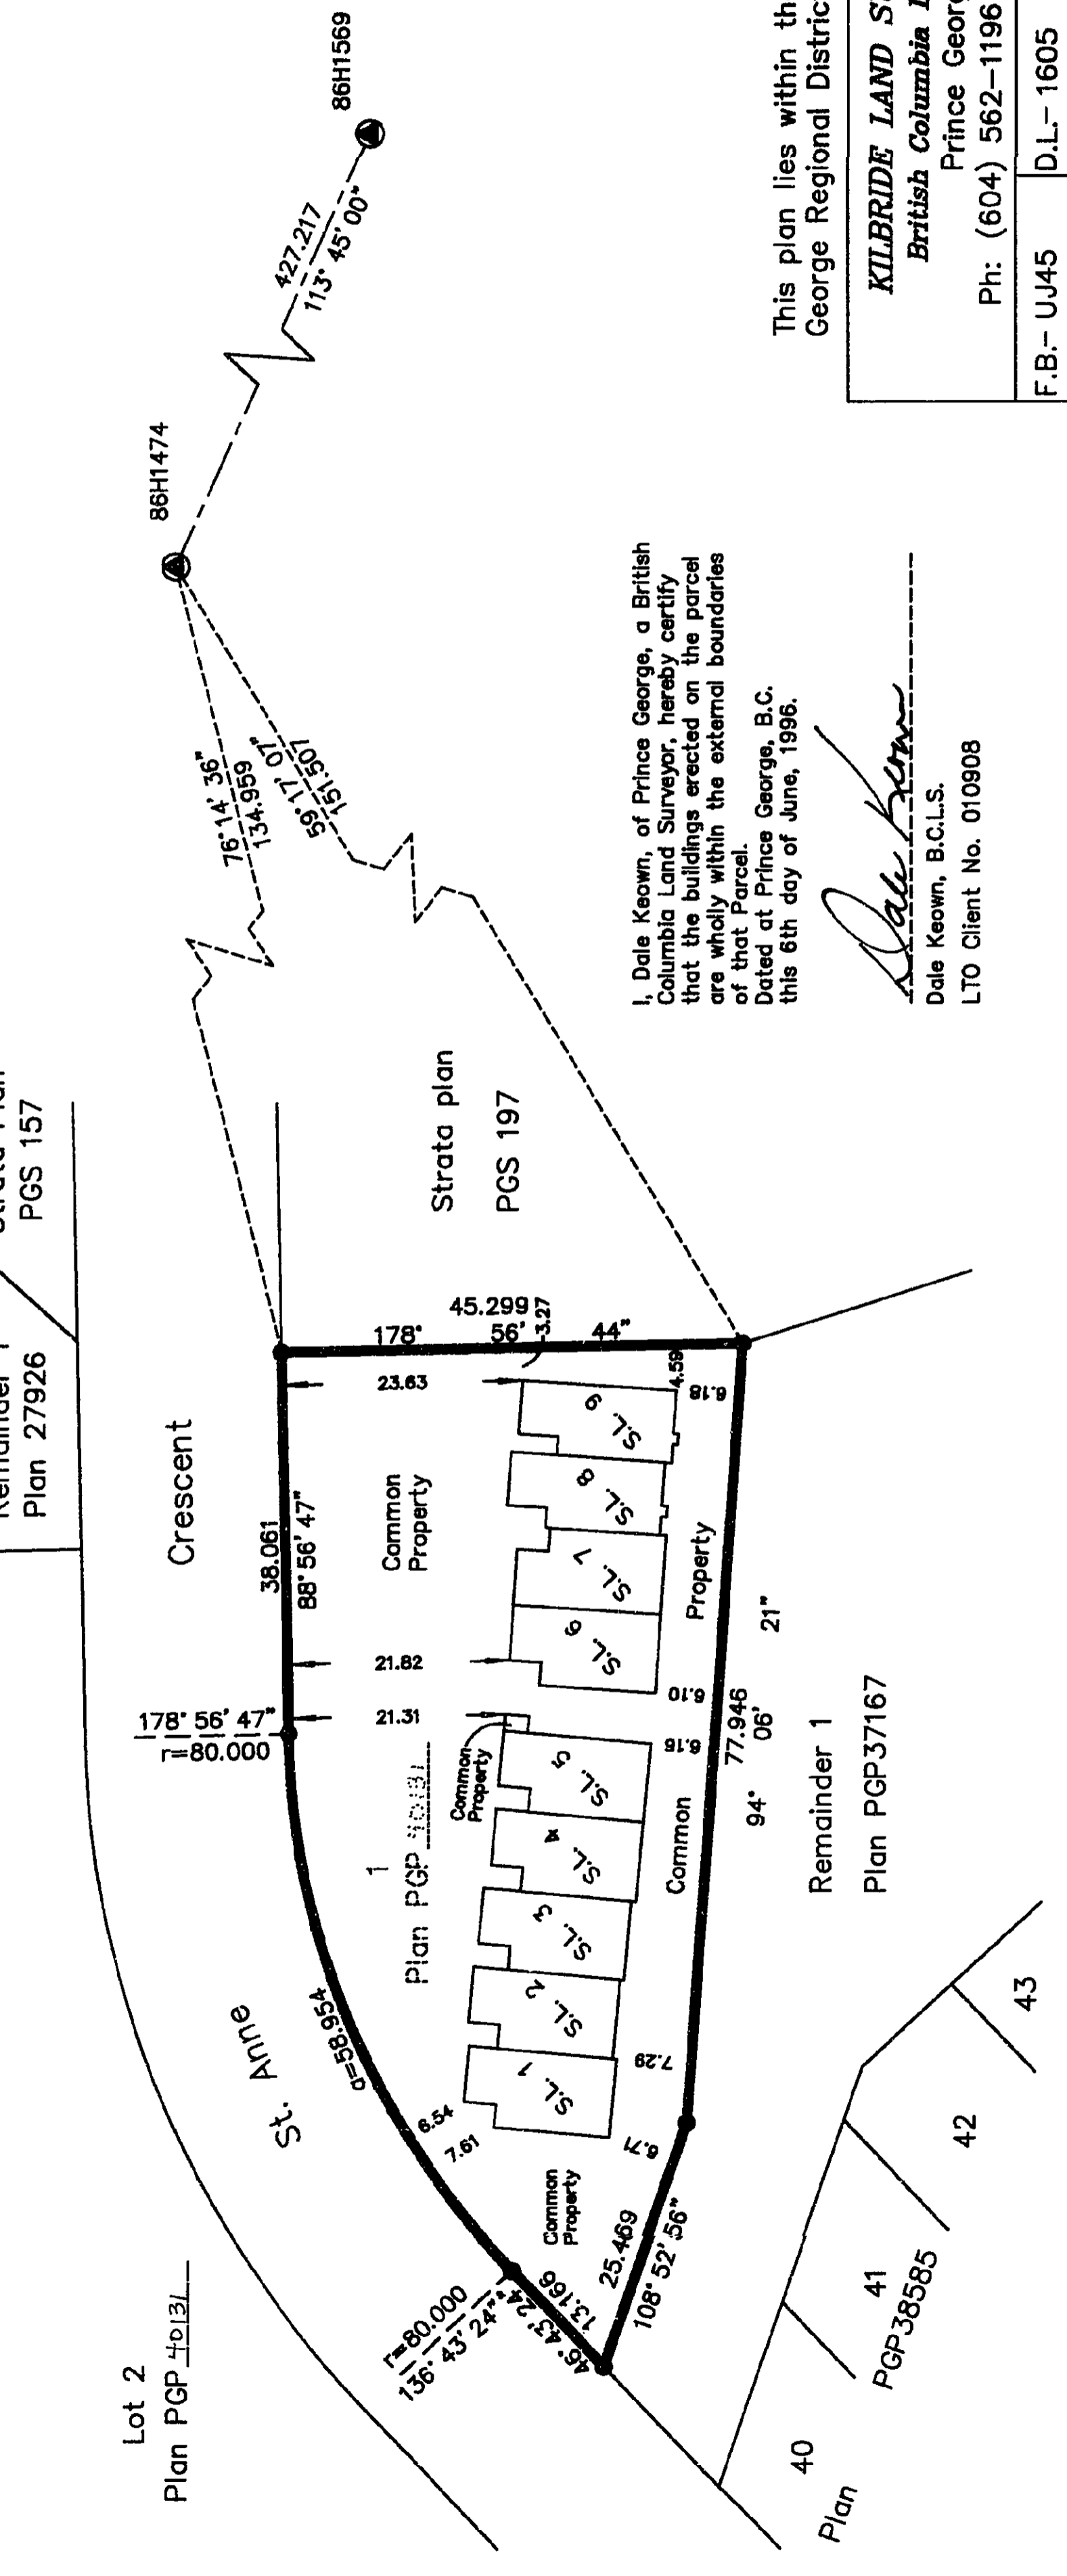 Remainder 1
Plan 27926
Strata Plan
PGS 157
Lot 2
Plan PGP 40131
St. Anne
Crescent
86H1474
86H1569
427.217
113° 45' 00"
76° 14' 36"
134.959
59° 17' 07"
151.507
178° 56' 47"
r=80.000
38.061
88° 56' 47"
a=58.954
r=80.000
136° 43' 24"
46° 43' 24"
13.166
25.469
108° 52' 56"
45.299
178° 56' 44"
3.27
23.63
21.82
21.31
4.59
6.18
6.10
6.15
7.29
6.71
6.54
7.61
1
Plan PGP 40131
Common
Property
Common
Property
Common
Property
Common Property
S.L. 1
S.L. 2
S.L. 3
S.L. 4
S.L. 5
S.L. 6
S.L. 7
S.L. 8
S.L. 9
77.946
94° 06' 21"
Strata plan
PGS 197
Remainder 1
Plan PGP37167
40
41
42
43
Plan PGP38585
I, Dale Keown, of Prince George, a British
Columbia Land Surveyor, hereby certify
that the buildings erected on the parcel
are wholly within the external boundaries
of that Parcel.
Dated at Prince George, B.C.
this 6th day of June, 1996.
Dale Keown
Dale Keown, B.C.L.S.
LTO Client No. 010908
This plan lies within th
George Regional Distric
KILBRIDE LAND S
British Columbia
Prince Georg
Ph: (604) 562-1196
F.B.- UJ45
D.L.- 1605